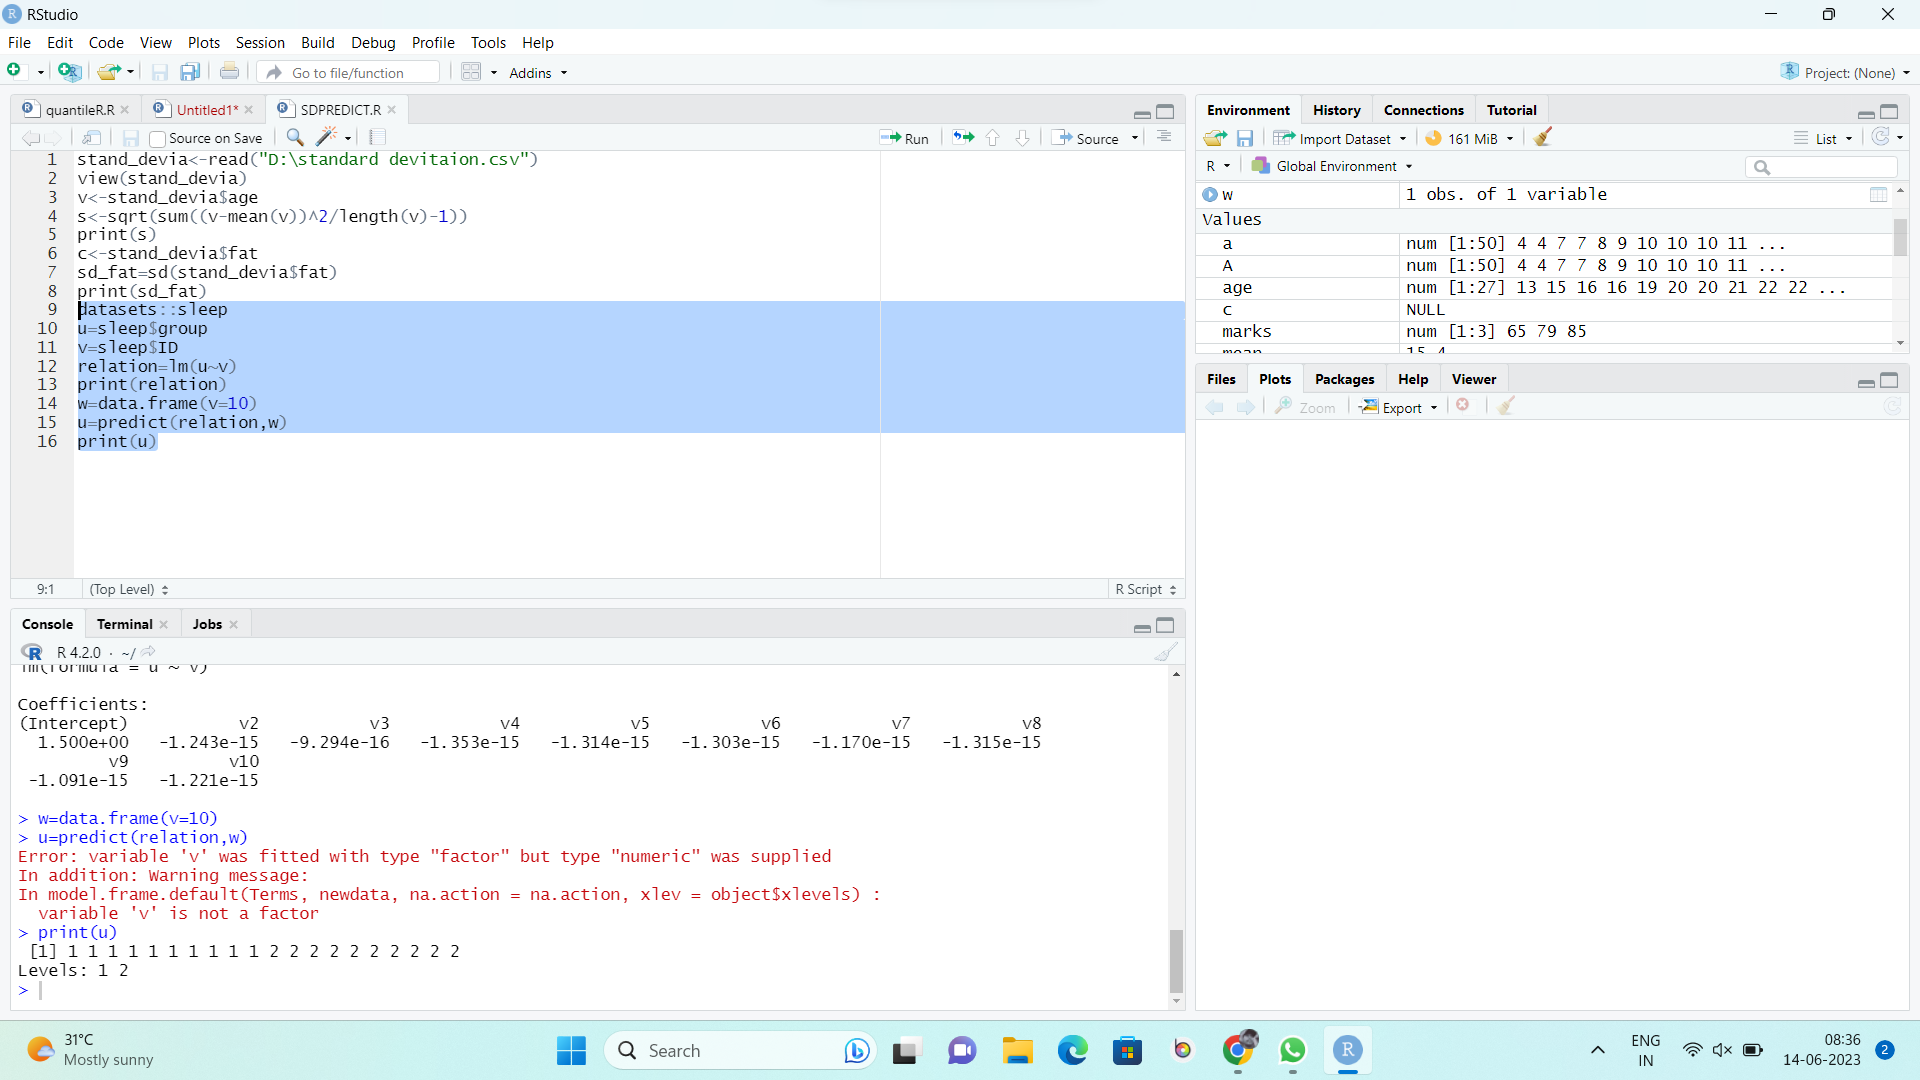 RStudio
File Edit Code View Plots Session Build Debug Profile Tools Help
Go to file/function Addins Project: (None)
quantileR.R Untitled1* SDPREDICT.R
Source on Save Run Source
1 stand_devia<-read("D:\standard devitaion.csv")
2 view(stand_devia)
3 v<-stand_devia$age
4 s<-sqrt(sum((v-mean(v))^2/length(v)-1))
5 print(s)
6 c<-stand_devia$fat
7 sd_fat=sd(stand_devia$fat)
8 print(sd_fat)
9 datasets::sleep
10 u=sleep$group
11 v=sleep$ID
12 relation=lm(u~v)
13 print(relation)
14 w=data.frame(v=10)
15 u=predict(relation,w)
16 print(u)
9:1 (Top Level) R Script
Console Terminal Jobs
R 4.2.0 · ~/
lm(formula = u ~ v)
Coefficients:
(Intercept) v2 v3 v4 v5 v6 v7 v8
1.500e+00 -1.243e-15 -9.294e-16 -1.353e-15 -1.314e-15 -1.303e-15 -1.170e-15 -1.315e-15
v9 v10
-1.091e-15 -1.221e-15
> w=data.frame(v=10)
> u=predict(relation,w)
Error: variable 'v' was fitted with type "factor" but type "numeric" was supplied
In addition: Warning message:
In model.frame.default(Terms, newdata, na.action = na.action, xlev = object$xlevels) :
variable 'v' is not a factor
> print(u)
[1] 1 1 1 1 1 1 1 1 1 1 2 2 2 2 2 2 2 2 2 2
Levels: 1 2
>
Environment History Connections Tutorial
Import Dataset 161 MiB List
R Global Environment
w 1 obs. of 1 variable
Values
a num [1:50] 4 4 7 7 8 9 10 10 10 11 ...
A num [1:50] 4 4 7 7 8 9 10 10 10 11 ...
age num [1:27] 13 15 16 16 19 20 20 21 22 22 ...
c NULL
marks num [1:3] 65 79 85
mean 15.4
Files Plots Packages Help Viewer
Zoom Export
31°C
Mostly sunny
Search
ENG
IN
08:36
14-06-2023
2